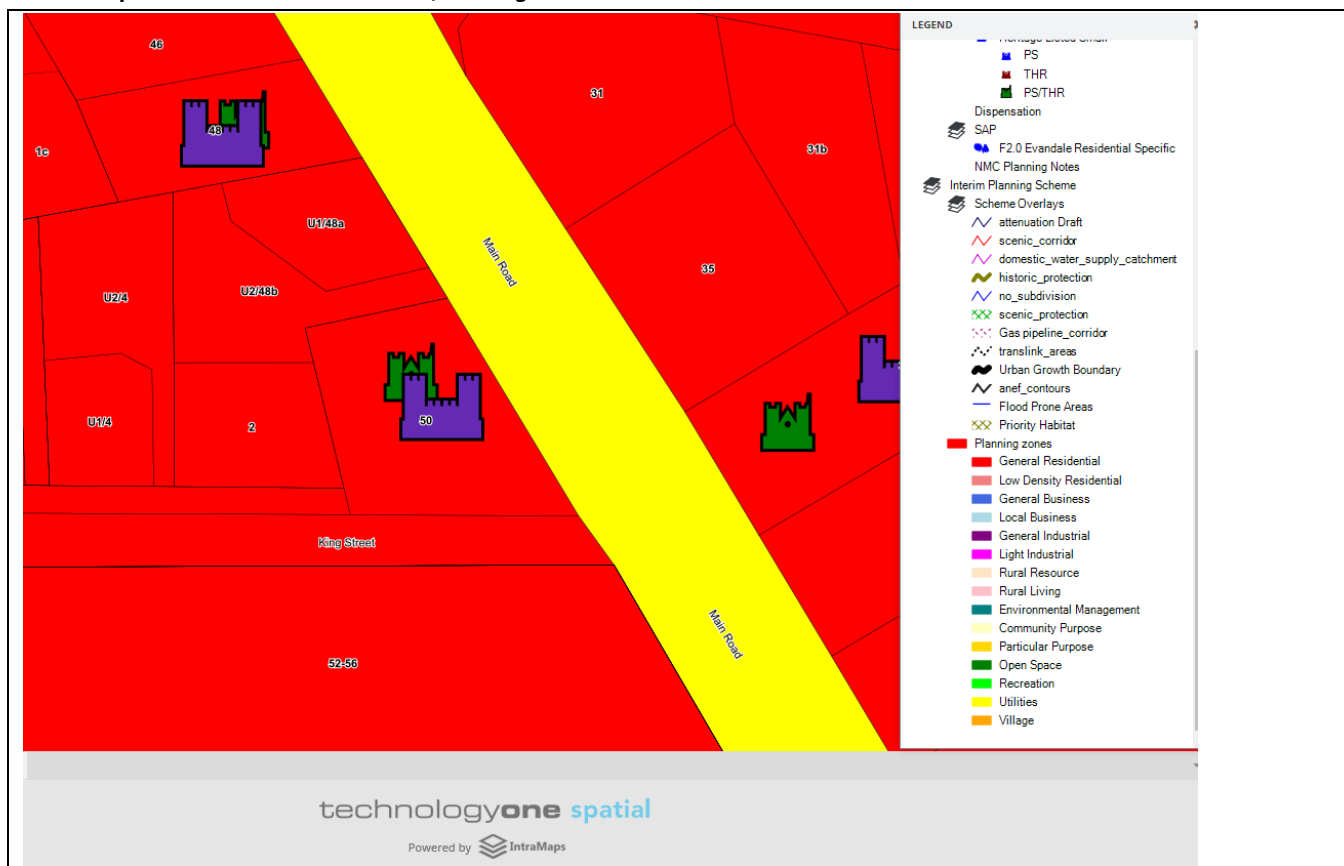 46
48
1c
31
31b
U1/48a
Main Road
35
U2/4
U2/48b
U1/4
2
50
King Street
Main Road
52-56
LEGEND
PS
THR
PS/THR
Dispensation
SAP
F2.0 Evandale Residential Specific
NMC Planning Notes
Interim Planning Scheme
Scheme Overlays
attenuation Draft
scenic_corridor
domestic_water_supply_catchment
historic_protection
no_subdivision
scenic_protection
Gas pipeline_corridor
translink_areas
Urban Growth Boundary
anef_contours
Flood Prone Areas
Priority Habitat
Planning zones
General Residential
Low Density Residential
General Business
Local Business
General Industrial
Light Industrial
Rural Resource
Rural Living
Environmental Management
Community Purpose
Particular Purpose
Open Space
Recreation
Utilities
Village
technologyone spatial
Powered by IntraMaps